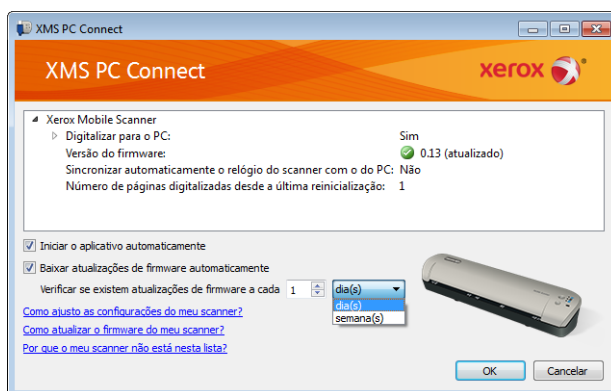 XMS PC Connect
XMS PC Connect
xerox
Xerox Mobile Scanner
Digitalizar para o PC: Sim
Versão do firmware: 0.13 (atualizado)
Sincronizar automaticamente o relógio do scanner com o do PC: Não
Número de páginas digitalizadas desde a última reinicialização: 1
Iniciar o aplicativo automaticamente
Baixar atualizações de firmware automaticamente
Verificar se existem atualizações de firmware a cada 1 dia(s)
dia(s)
semana(s)
Como ajusto as configurações do meu scanner?
Como atualizar o firmware do meu scanner?
Por que o meu scanner não está nesta lista?
OK Cancelar